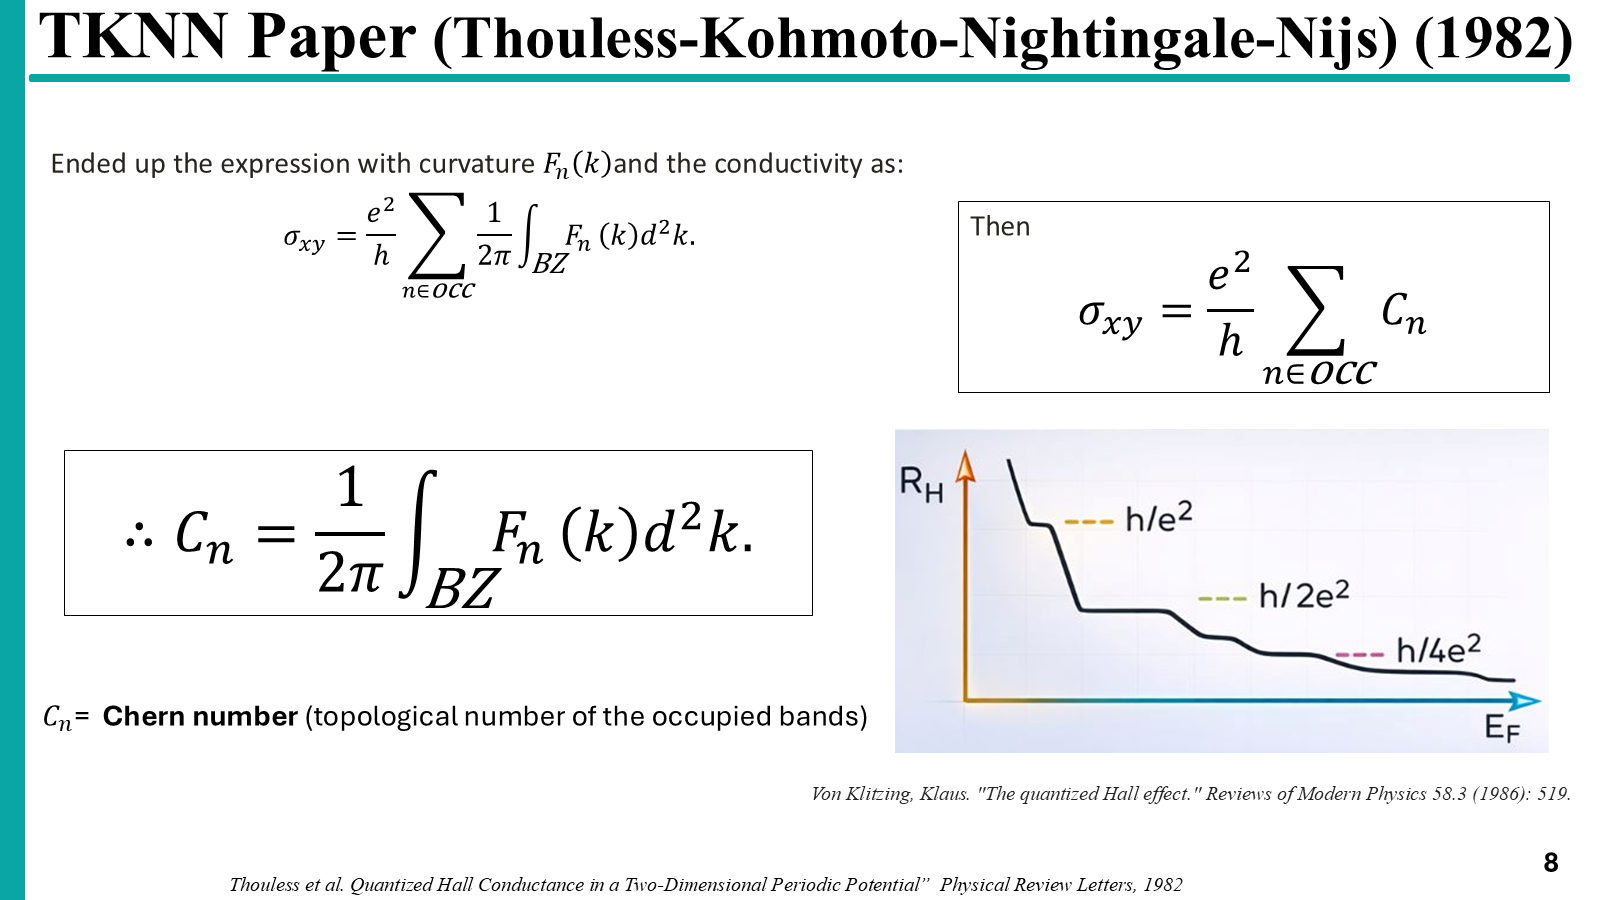 TKNN Paper (Thouless-Kohmoto-Nightingale-Nijs) (1982)
Ended up the expression with curvature Fₙ(k)and the conductivity as:
σₓᵧ = e²/h ∑ₙ∈OCC 1/2π ∫BZ Fₙ (k)d²k.
Then
σₓᵧ = e²/h ∑ₙ∈OCC Cₙ
∴ Cₙ = 1/2π ∫BZ Fₙ (k)d²k.
Cₙ= Chern number (topological number of the occupied bands)
R_H
h/e²
h/2e²
h/4e²
E_F
Von Klitzing, Klaus. "The quantized Hall effect." Reviews of Modern Physics 58.3 (1986): 519.
8
Thouless et al. Quantized Hall Conductance in a Two-Dimensional Periodic Potential” Physical Review Letters, 1982